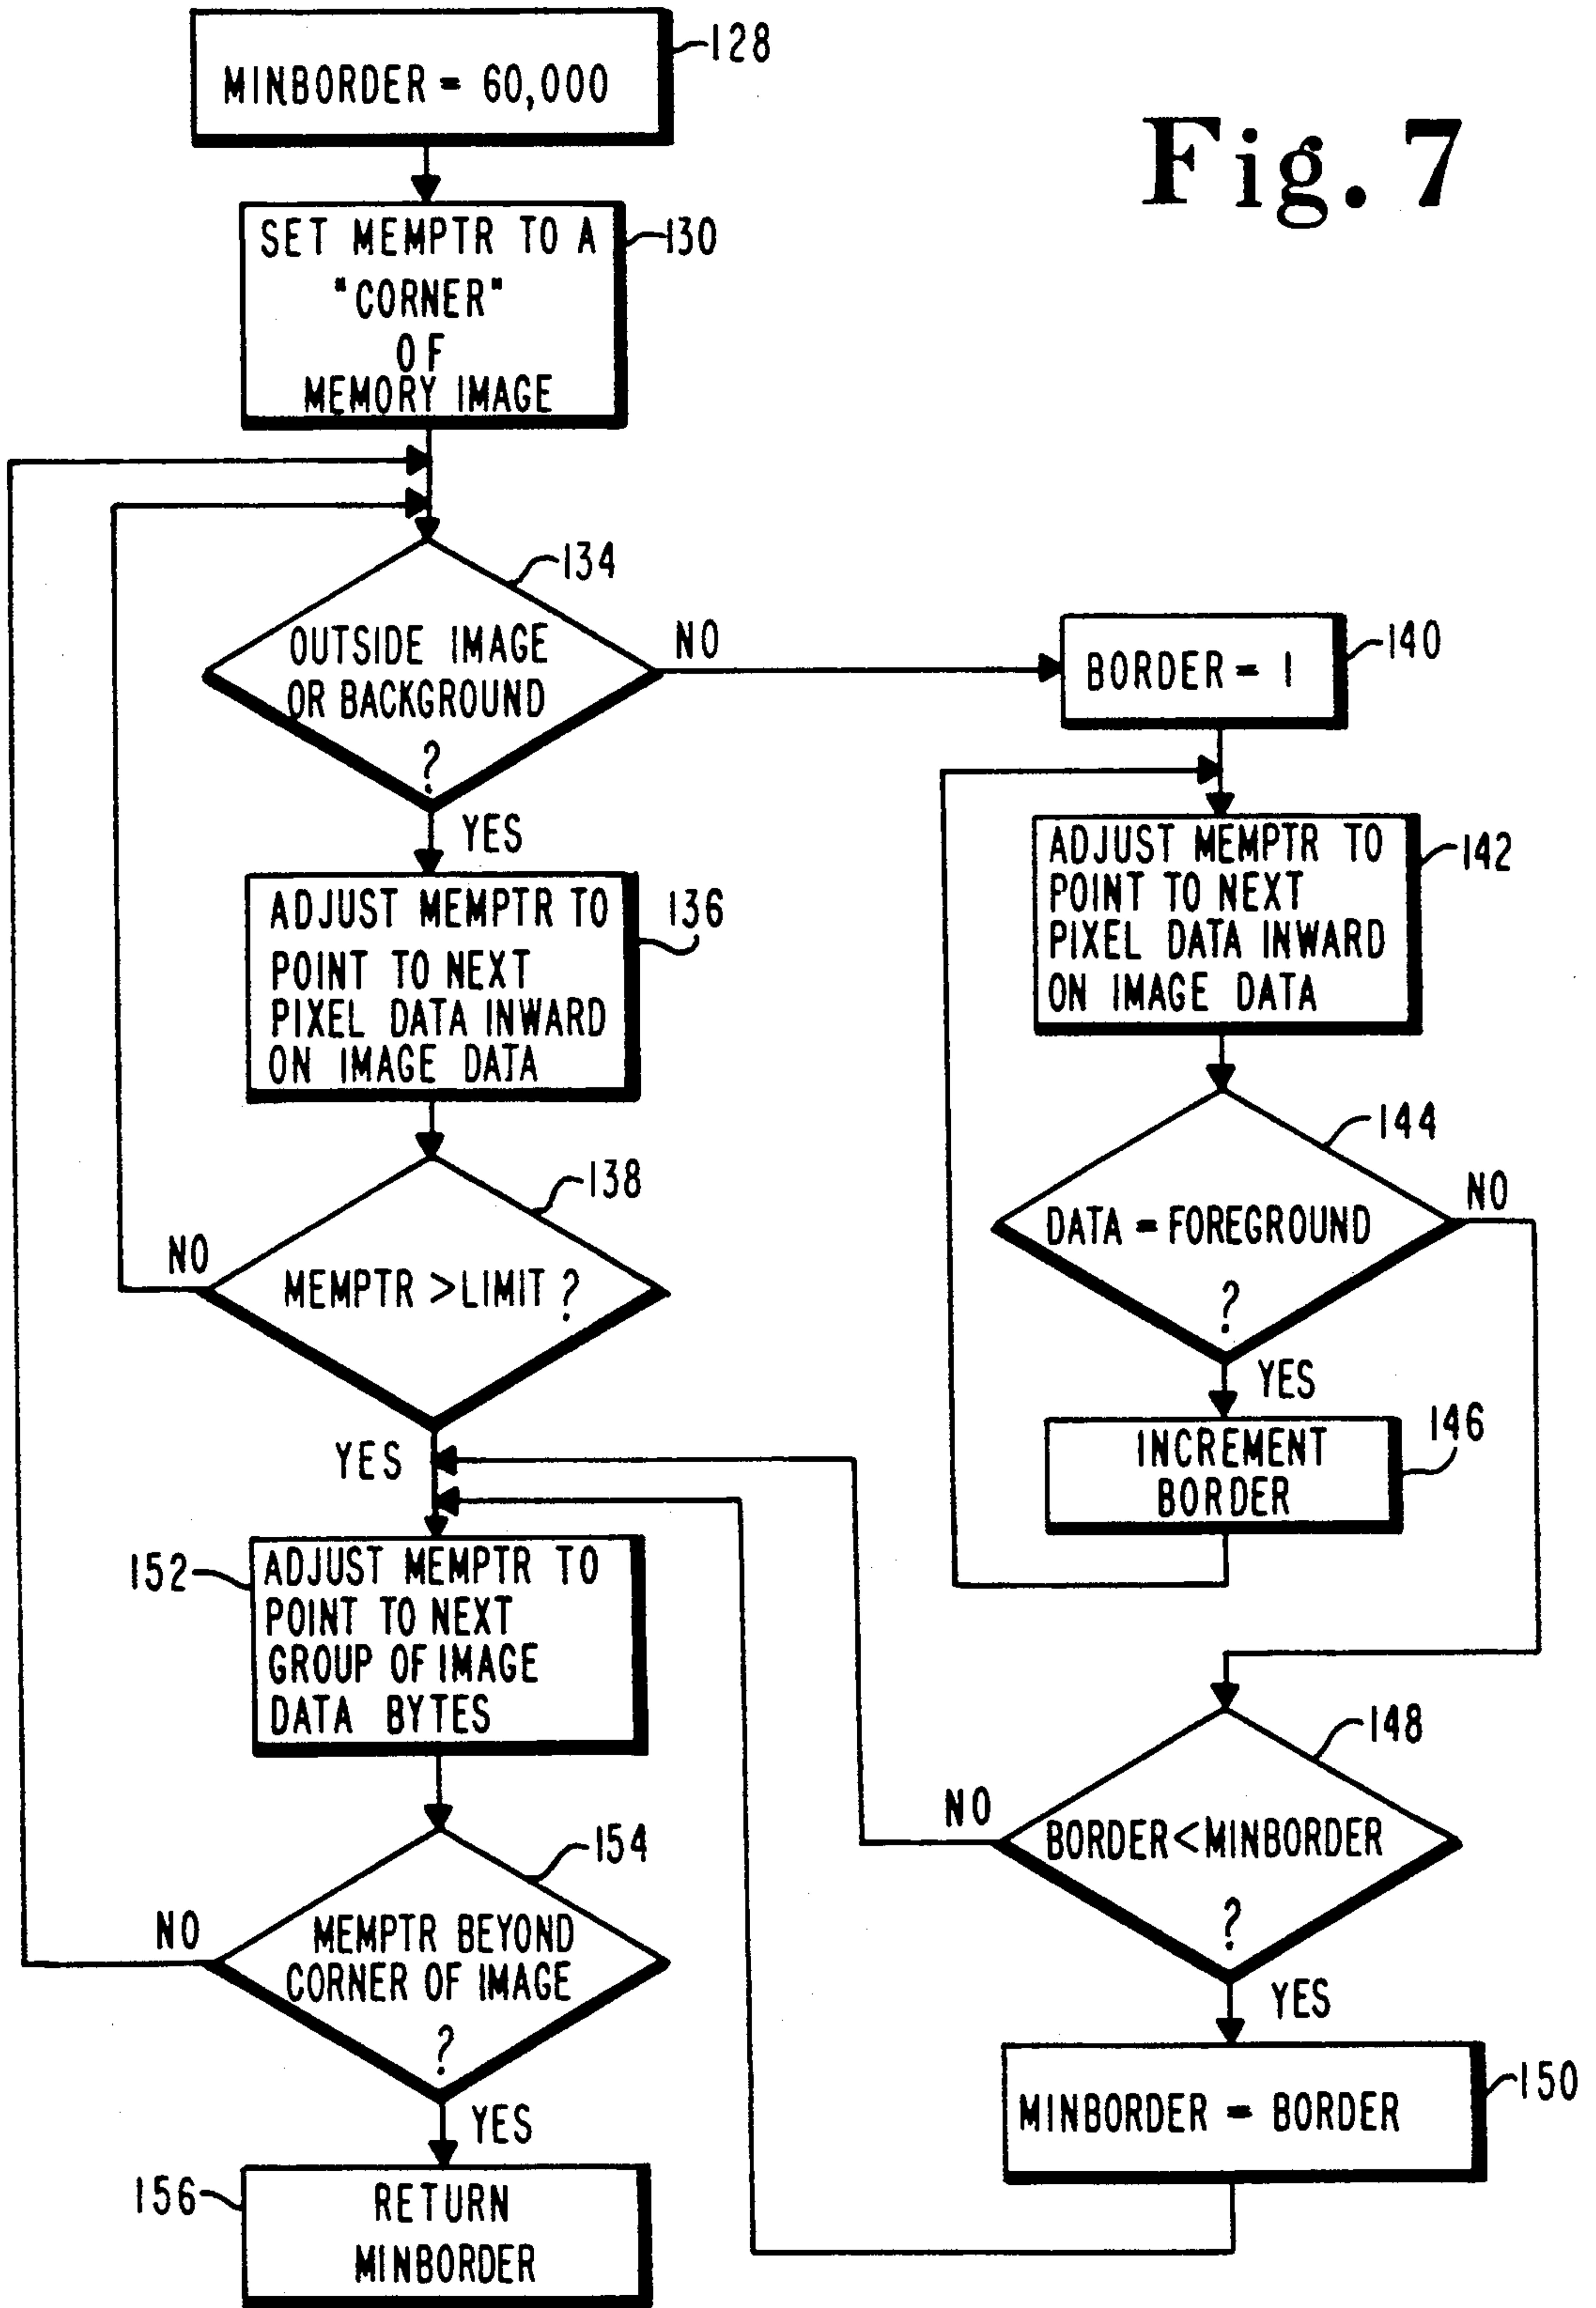 MINBORDER = 60,000
128
Fig. 7
SET MEMPTR TO A
"CORNER"
OF
MEMORY IMAGE
130
134
OUTSIDE IMAGE
OR BACKGROUND
?
NO
YES
BORDER = 1
140
ADJUST MEMPTR TO
POINT TO NEXT
PIXEL DATA INWARD
ON IMAGE DATA
136
ADJUST MEMPTR TO
POINT TO NEXT
PIXEL DATA INWARD
ON IMAGE DATA
142
138
MEMPTR > LIMIT ?
NO
YES
144
DATA = FOREGROUND
?
NO
YES
INCREMENT
BORDER
146
152
ADJUST MEMPTR TO
POINT TO NEXT
GROUP OF IMAGE
DATA BYTES
148
BORDER < MINBORDER
?
NO
YES
154
MEMPTR BEYOND
CORNER OF IMAGE
?
NO
YES
MINBORDER = BORDER
150
156
RETURN
MINBORDER